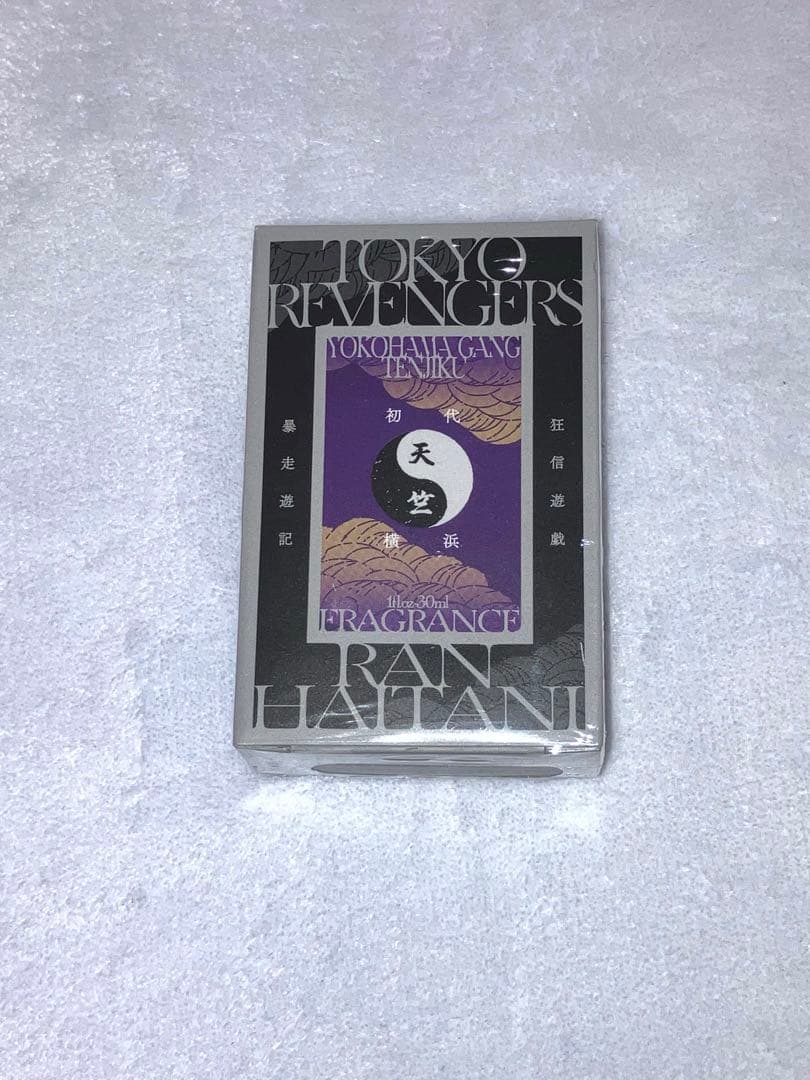 TOKYO
REVENGERS
YOKOHAMA GANG
TENJIKU
初代
天
竺
横浜
暴走遊記
狂信遊戯
1fl.oz-30ml
FRAGRANCE
RAN
HAITANI